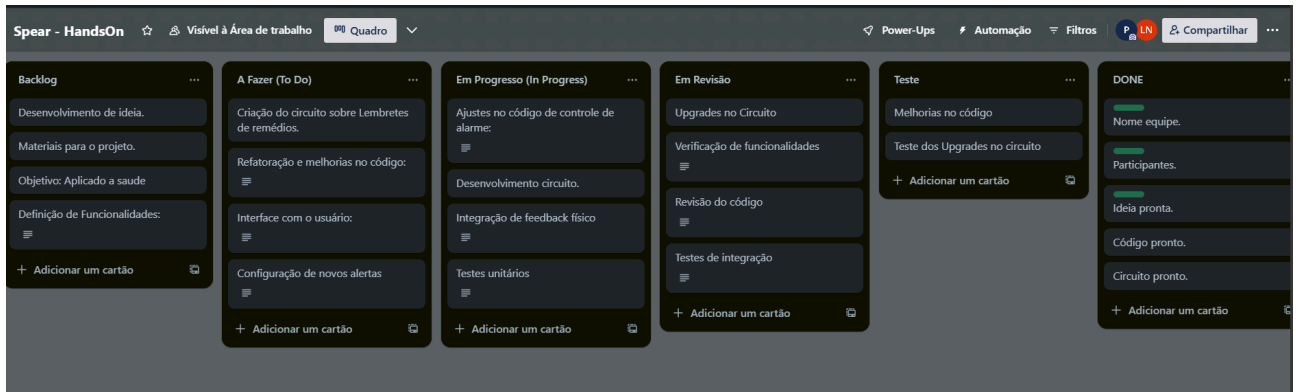 Spear - HandsOn
Visível à Área de trabalho
Quadro
Power-Ups
Automação
Filtros
P
LN
Compartilhar
Backlog
Desenvolvimento de ideia.
Materiais para o projeto.
Objetivo: Aplicado a saude
Definição de Funcionalidades:
+ Adicionar um cartão
A Fazer (To Do)
Criação do circuito sobre Lembretes
de remédios.
Refatoração e melhorias no código:
Interface com o usuário:
Configuração de novos alertas
+ Adicionar um cartão
Em Progresso (In Progress)
Ajustes no código de controle de
alarme:
Desenvolvimento circuito.
Integração de feedback físico
Testes unitários
+ Adicionar um cartão
Em Revisão
Upgrades no Circuito
Verificação de funcionalidades
Revisão do código
Testes de integração
+ Adicionar um cartão
Teste
Melhorias no código
Teste dos Upgrades no circuito
+ Adicionar um cartão
DONE
Nome equipe.
Participantes.
Ideia pronta.
Código pronto.
Circuito pronto.
+ Adicionar um cartão